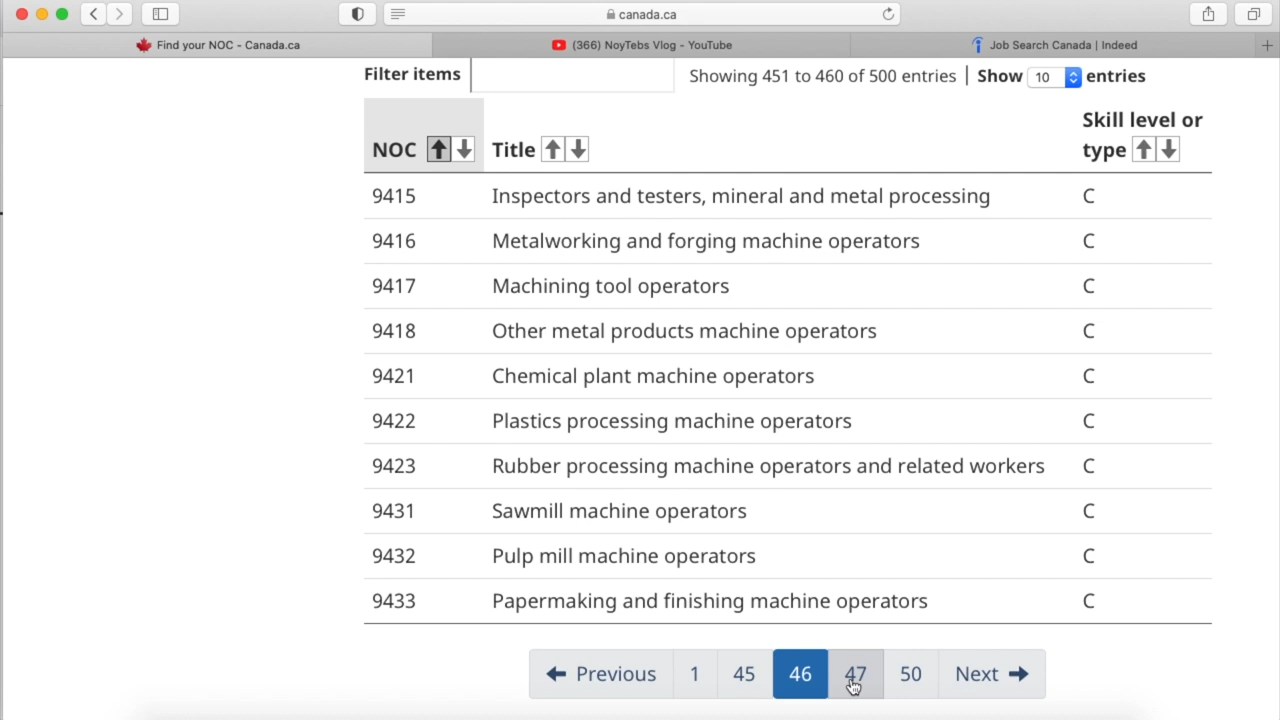 canada.ca
Find your NOC - Canada.ca
(366) NoyTebs Vlog - YouTube
Job Search Canada | Indeed
Filter items
Showing 451 to 460 of 500 entries | Show 10 entries
NOC Title Skill level or type
9415 Inspectors and testers, mineral and metal processing C
9416 Metalworking and forging machine operators C
9417 Machining tool operators C
9418 Other metal products machine operators C
9421 Chemical plant machine operators C
9422 Plastics processing machine operators C
9423 Rubber processing machine operators and related workers C
9431 Sawmill machine operators C
9432 Pulp mill machine operators C
9433 Papermaking and finishing machine operators C
Previous 1 45 46 47 50 Next